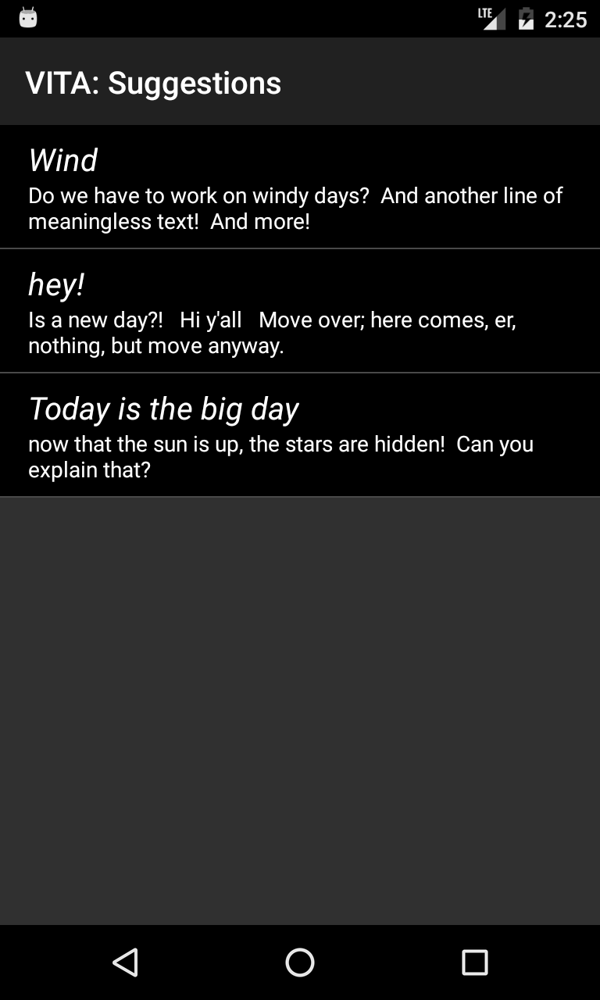 LTE 2:25
VITA: Suggestions
Wind
Do we have to work on windy days?  And another line of
meaningless text!  And more!
hey!
Is a new day?!   Hi y'all   Move over; here comes, er,
nothing, but move anyway.
Today is the big day
now that the sun is up, the stars are hidden!  Can you
explain that?